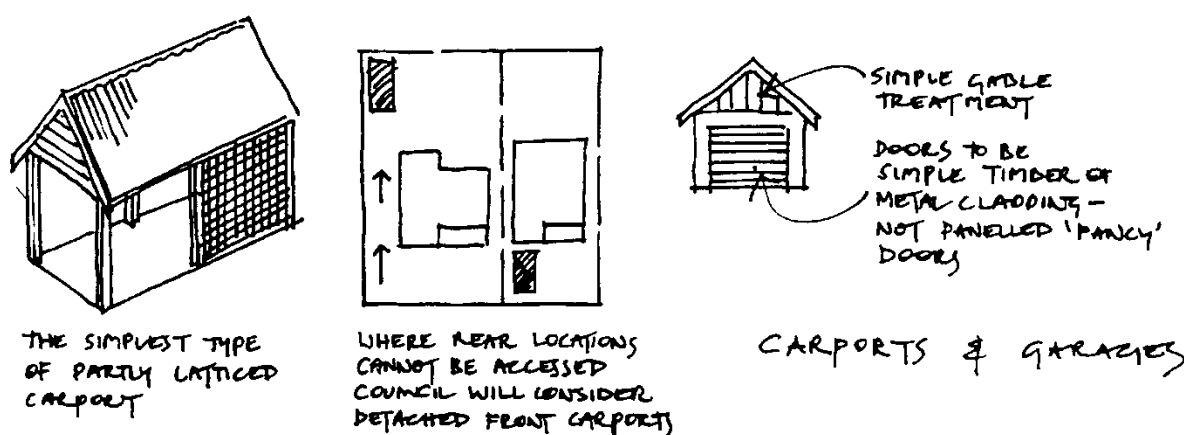 THE SIMPLEST TYPE
OF PARTLY LATTICED
CARPORT
WHERE REAR LOCATIONS
CANNOT BE ACCESSED
COUNCIL WILL CONSIDER
DETACHED FRONT CARPORTS
SIMPLE GABLE
TREATMENT
DOORS TO BE
SIMPLE TIMBER OR
METAL CLADDING –
NOT PANELLED 'FANCY'
DOORS
CARPORTS & GARAGES